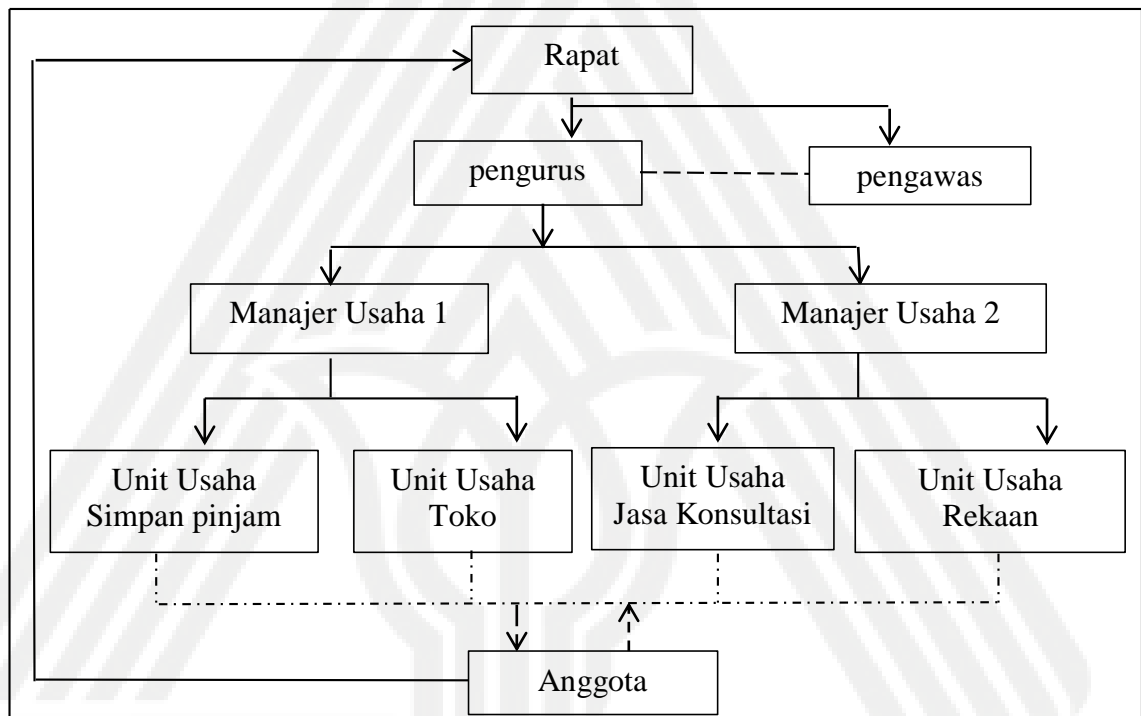 Rapat
pengurus
pengawas
Manajer Usaha 1
Manajer Usaha 2
Unit Usaha
Simpan pinjam
Unit Usaha
Toko
Unit Usaha
Jasa Konsultasi
Unit Usaha
Rekaan
Anggota